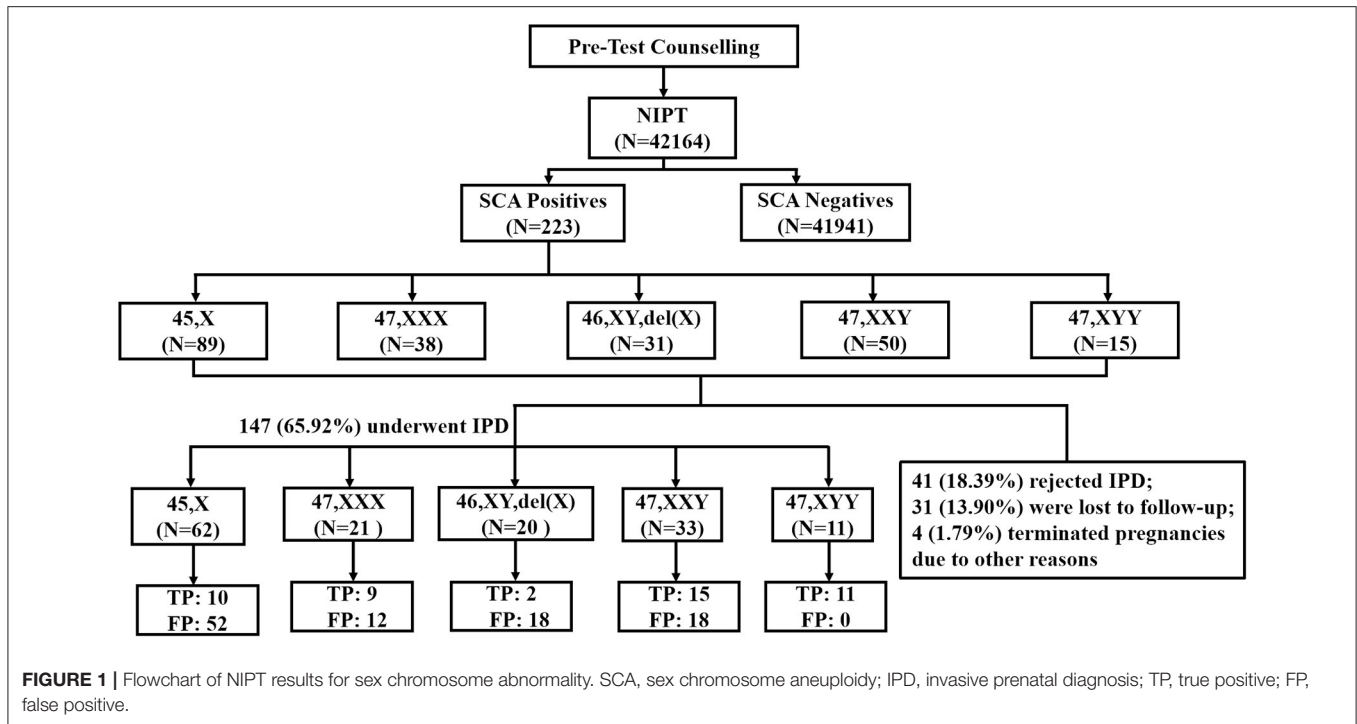 Pre-Test Counselling
NIPT
(N=42164)
SCA Positives
(N=223)
SCA Negatives
(N=41941)
45,X
(N=89)
47,XXX
(N=38)
46,XY,del(X)
(N=31)
47,XXY
(N=50)
47,XYY
(N=15)
147 (65.92%) underwent IPD
45,X
(N=62)
47,XXX
(N=21 )
46,XY,del(X)
(N=20 )
47,XXY
(N=33)
47,XYY
(N=11)
41 (18.39%) rejected IPD;
31 (13.90%) were lost to follow-up;
4 (1.79%) terminated pregnancies
due to other reasons
TP: 10
FP: 52
TP: 9
FP: 12
TP: 2
FP: 18
TP: 15
FP: 18
TP: 11
FP: 0
FIGURE 1 | Flowchart of NIPT results for sex chromosome abnormality. SCA, sex chromosome aneuploidy; IPD, invasive prenatal diagnosis; TP, true positive; FP,
false positive.